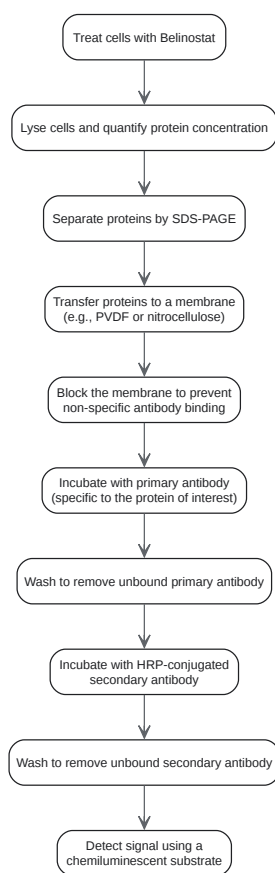 Treat cells with Belinostat
Lyse cells and quantify protein concentration
Separate proteins by SDS-PAGE
Transfer proteins to a membrane
(e.g., PVDF or nitrocellulose)
Block the membrane to prevent
non-specific antibody binding
Incubate with primary antibody
(specific to the protein of interest)
Wash to remove unbound primary antibody
Incubate with HRP-conjugated
secondary antibody
Wash to remove unbound secondary antibody
Detect signal using a
chemiluminescent substrate